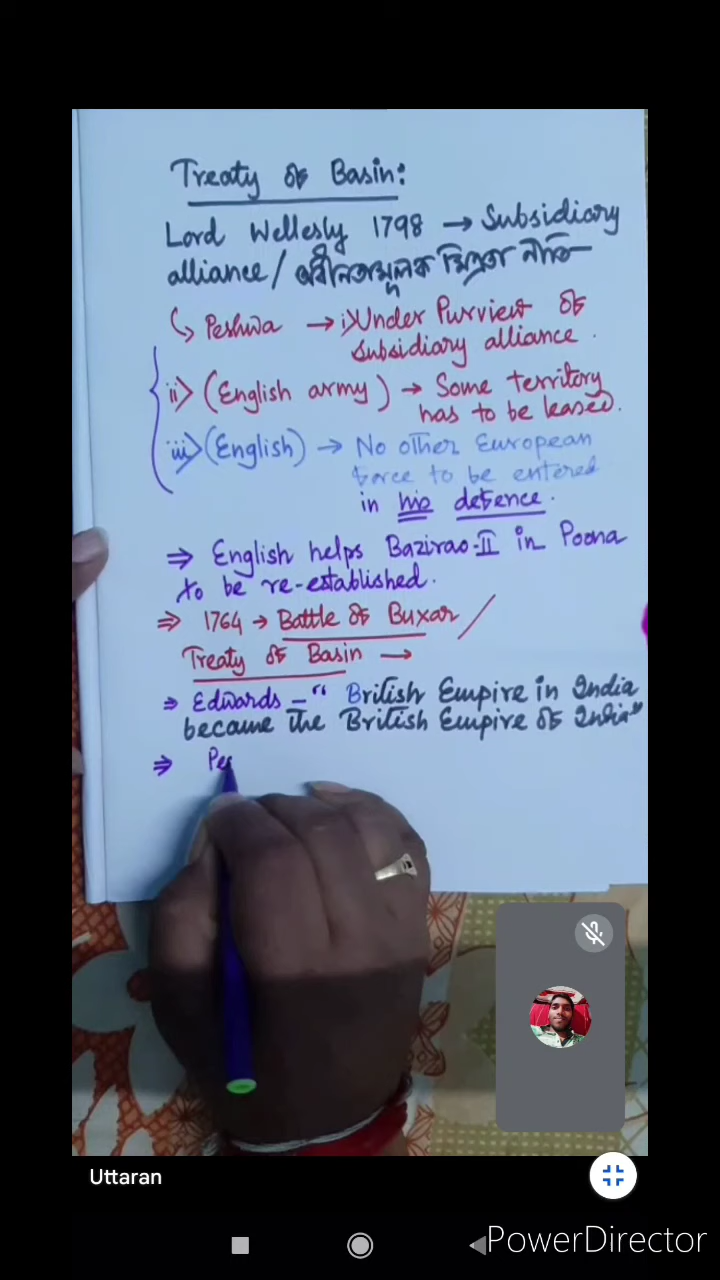 Treaty of Basin:
Lord Wellesly 1798 → Subsidiary
alliance / অধীনতামূলক মিত্রতা নীতি
↳ Peshwa → i> Under Purview of
Subsidiary alliance.
ii> (English army) → Some territory
has to be leased.
iii> (English) → No other European
force to be entered
in his defence.
⇒ English helps Bazirao-II in Poona
to be re-established.
⇒ 1764 → Battle of Buxar /
Treaty of Basin →
⇒ Edwards - "British Empire in India
became the British Empire of India"
⇒ Pes
Uttaran
PowerDirector